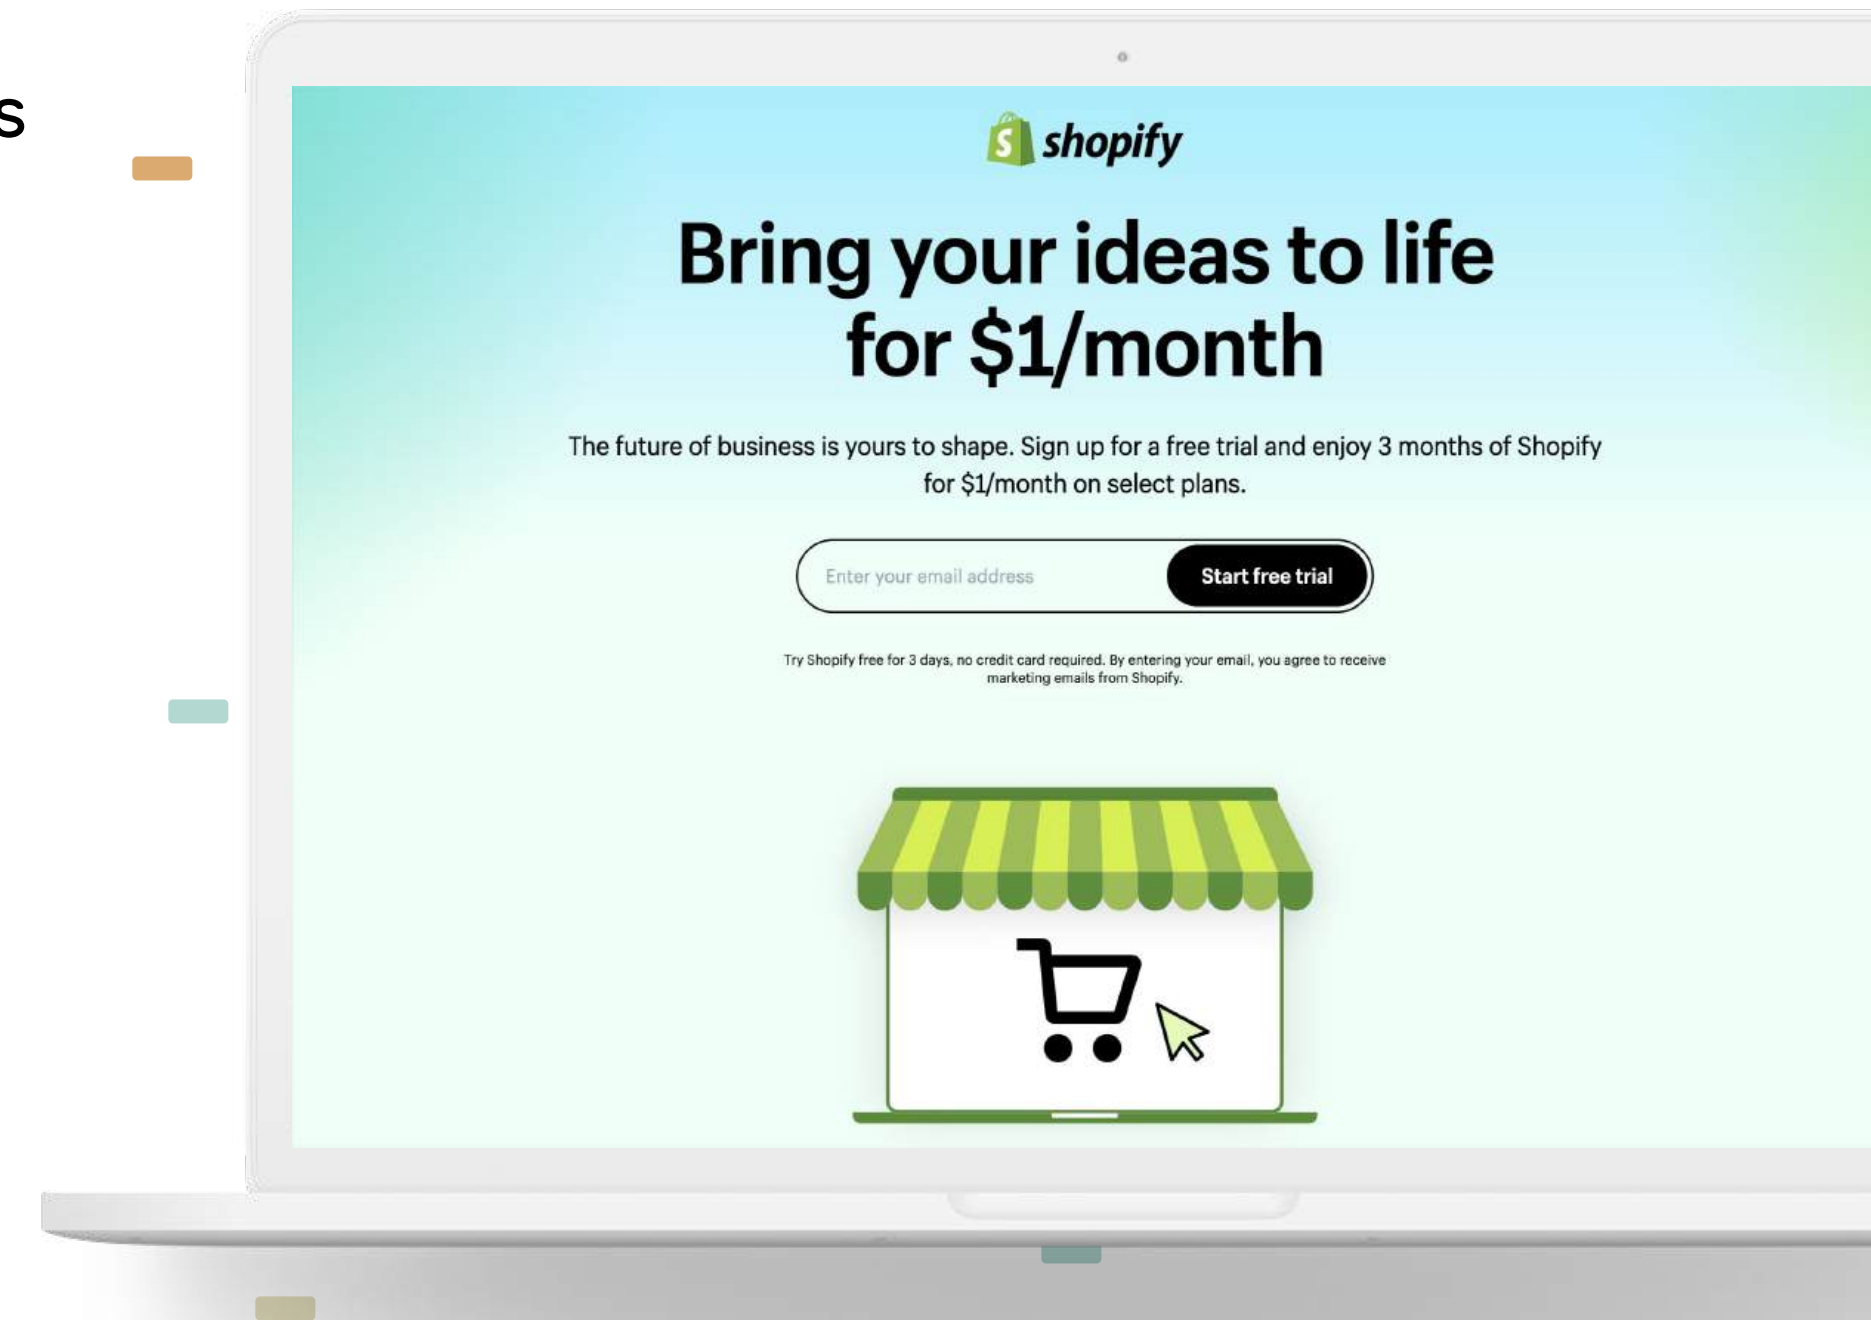 s
shopify
Bring your ideas to life
for $1/month
The future of business is yours to shape. Sign up for a free trial and enjoy 3 months of Shopify
for $1/month on select plans.
Enter your email address
Start free trial
Try Shopify free for 3 days, no credit card required. By entering your email, you agree to receive
marketing emails from Shopify.